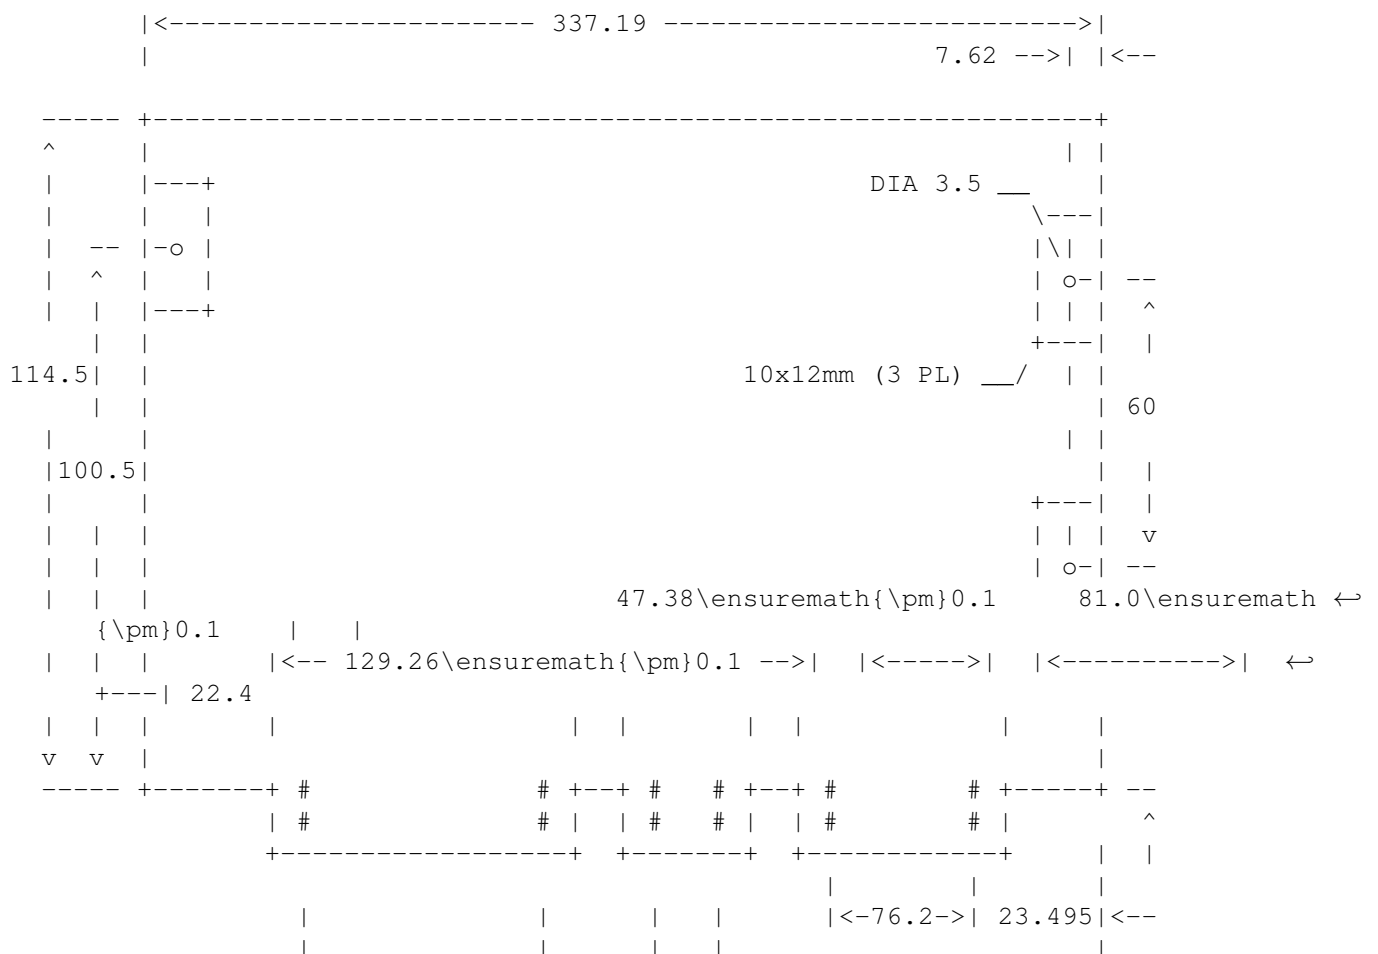 |<----------------------- 337.19 -------------------------->|
|                                                 7.62 -->| |<--
----- +-----------------------------------------------------------+
^     |                                                         | |
|     |---+                                         DIA 3.5 __    |
|     |   |                                                   \---|
|  -- |-o |                                                   |\| |
|  ^  |   |                                                   | o-| --
|  |  |---+                                                   | | |  ^
|  |                                                       +---|  |
114.5|  |                                     10x12mm (3 PL) __/  | |
|  |                                                           | 60
|     |                                                         | |
|100.5|                                                           |  |
|     |                                                       +---|  |
|  |  |                                                       | | |  v
|  |  |                                                       | o-| --
|  |  |                             47.38\ensuremath{\pm}0.1     81.0\ensuremath ↩
{\pm}0.1    |   |
|  |  |       |<-- 129.26\ensuremath{\pm}0.1 -->|  |<----->|  |<---------->|  ↩
+---| 22.4
|  |  |       |                  |  |       |  |            |     |
v  v  |                                                           |
----- +-------+ #              # +--+ #   # +--+ #        # +-----+ --
| #              # |  | #   # |  | #        # |        ^
+------------------+  +-------+  +------------+     |  |
|        |       |
|              |      |   |      |<-76.2->| 23.495|<--
|              |      |   |                       |